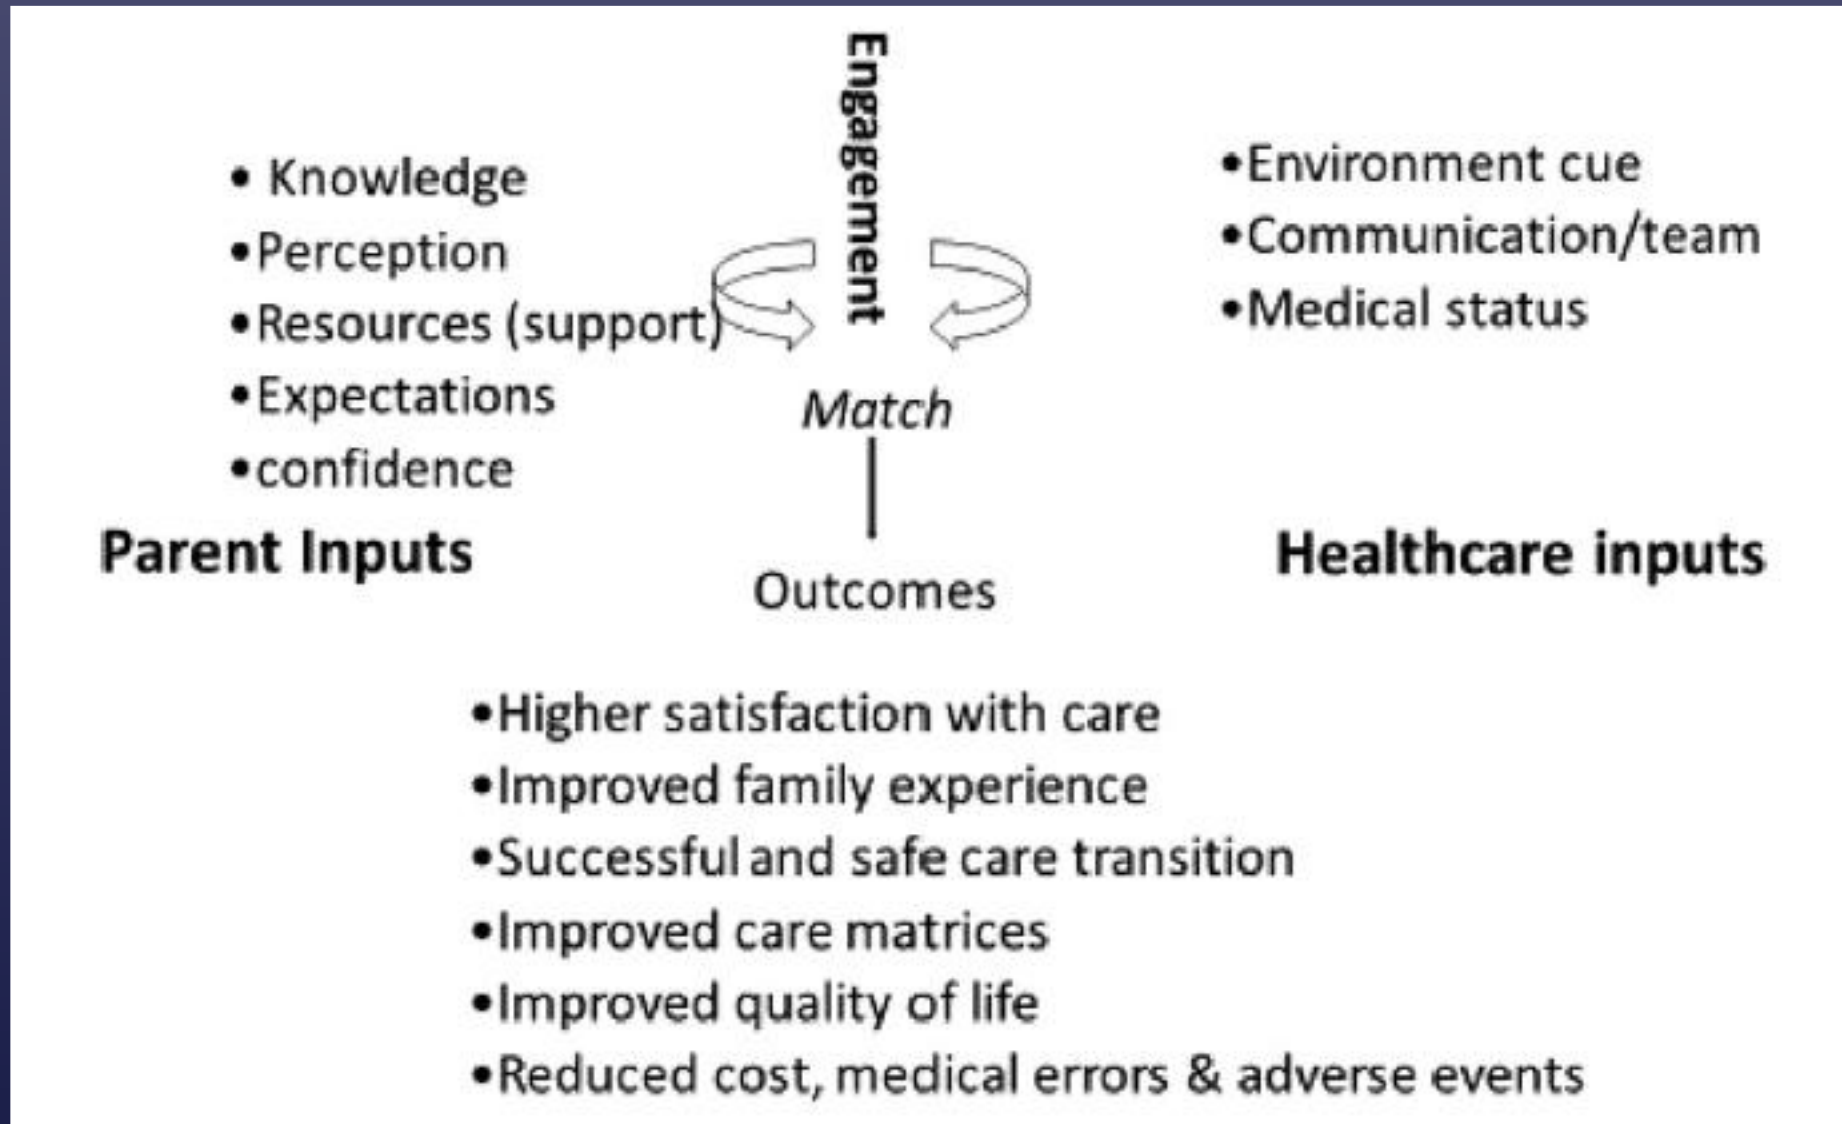 Engagement
• Knowledge
•Perception
•Resources (support)
•Expectations
•confidence
Parent Inputs
Match
Outcomes
•Environment cue
•Communication/team
•Medical status
Healthcare inputs
•Higher satisfaction with care
•Improved family experience
•Successful and safe care transition
•Improved care matrices
•Improved quality of life
•Reduced cost, medical errors & adverse events